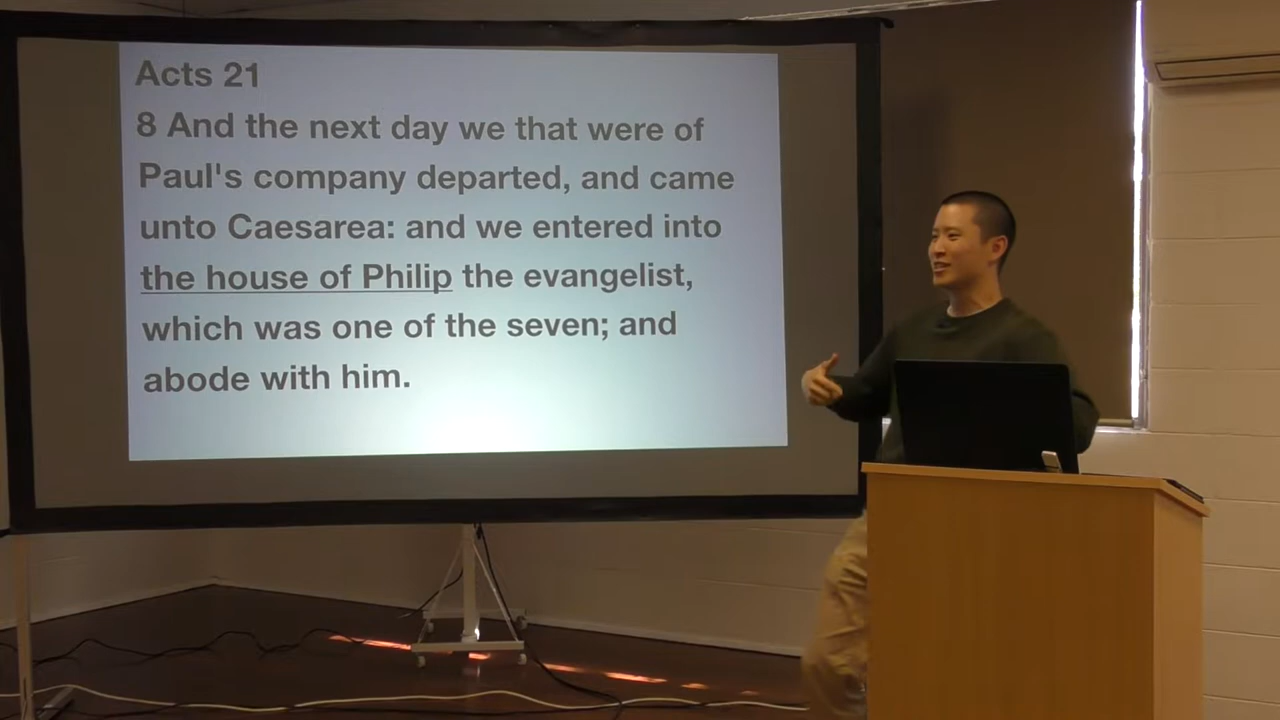 Acts 21
8 And the next day we that were of
Paul's company departed, and came
unto Caesarea: and we entered into
the house of Philip the evangelist,
which was one of the seven; and
abode with him.